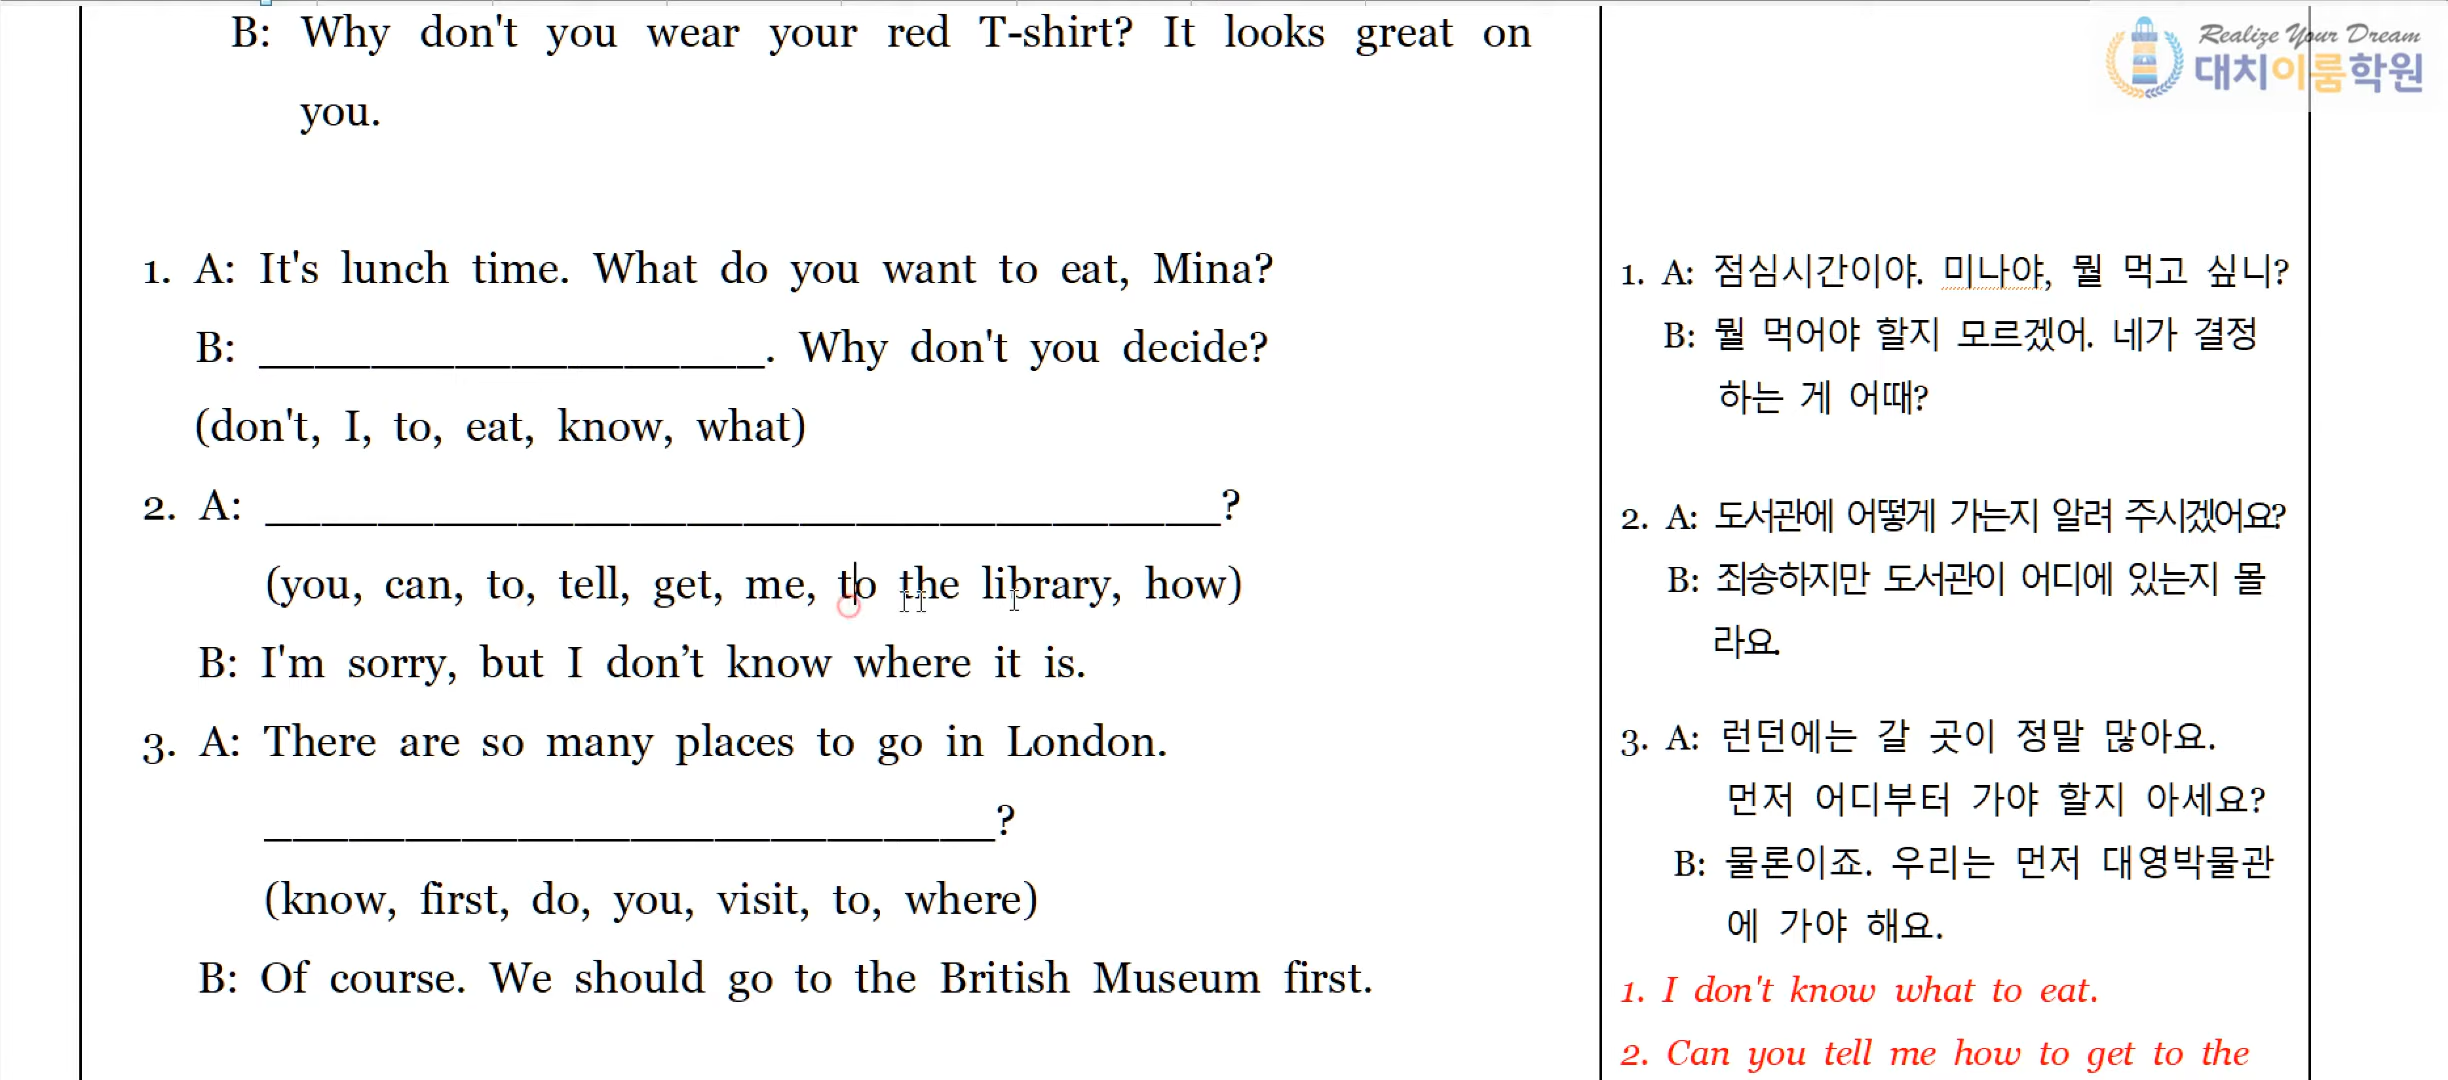 B: Why don't you wear your red T-shirt? It looks great on
you.
1. A: It's lunch time. What do you want to eat, Mina?
B: __________________. Why don't you decide?
(don't, I, to, eat, know, what)
2. A: __________________________________?
(you, can, to, tell, get, me, to the library, how)
B: I'm sorry, but I don’t know where it is.
3. A: There are so many places to go in London.
__________________________?
(know, first, do, you, visit, to, where)
B: Of course. We should go to the British Museum first.
Realize Your Dream
대치이룸학원
1. A: 점심시간이야. 미나야, 뭘 먹고 싶니?
B: 뭘 먹어야 할지 모르겠어. 네가 결정
하는 게 어때?
2. A: 도서관에 어떻게 가는지 알려 주시겠어요?
B: 죄송하지만 도서관이 어디에 있는지 몰
라요.
3. A: 런던에는 갈 곳이 정말 많아요.
먼저 어디부터 가야 할지 아세요?
B: 물론이죠. 우리는 먼저 대영박물관
에 가야 해요.
1. I don't know what to eat.
2. Can you tell me how to get to the